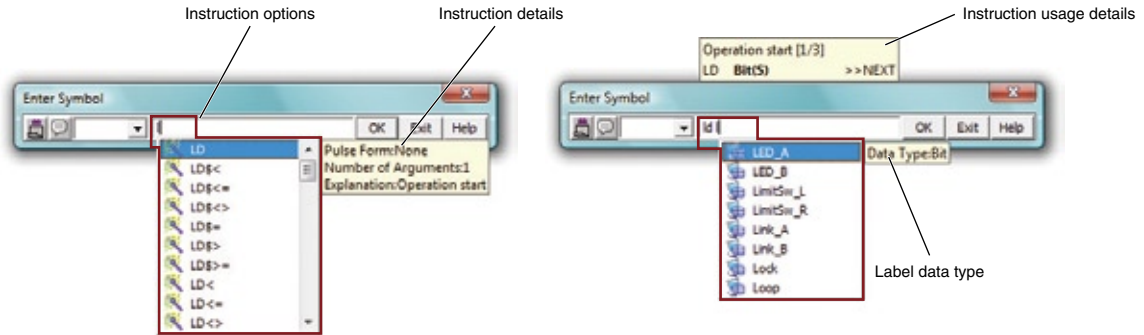 Instruction options
Instruction details
Enter Symbol
l
OK Exit Help
LD
LD$<
LD$<=
LD$<>
LD$=
LD$>
LD$>=
LD<
LD<=
LD<>
Pulse Form:None
Number of Arguments:1
Explanation:Operation start
Instruction usage details
Operation start [1/3]
LD Bit(S) >>NEXT
Enter Symbol
ld l
OK Exit Help
LED_A
LED_B
LimitSw_L
LimitSw_R
Link_A
Link_B
Lock
Loop
Data Type:Bit
Label data type